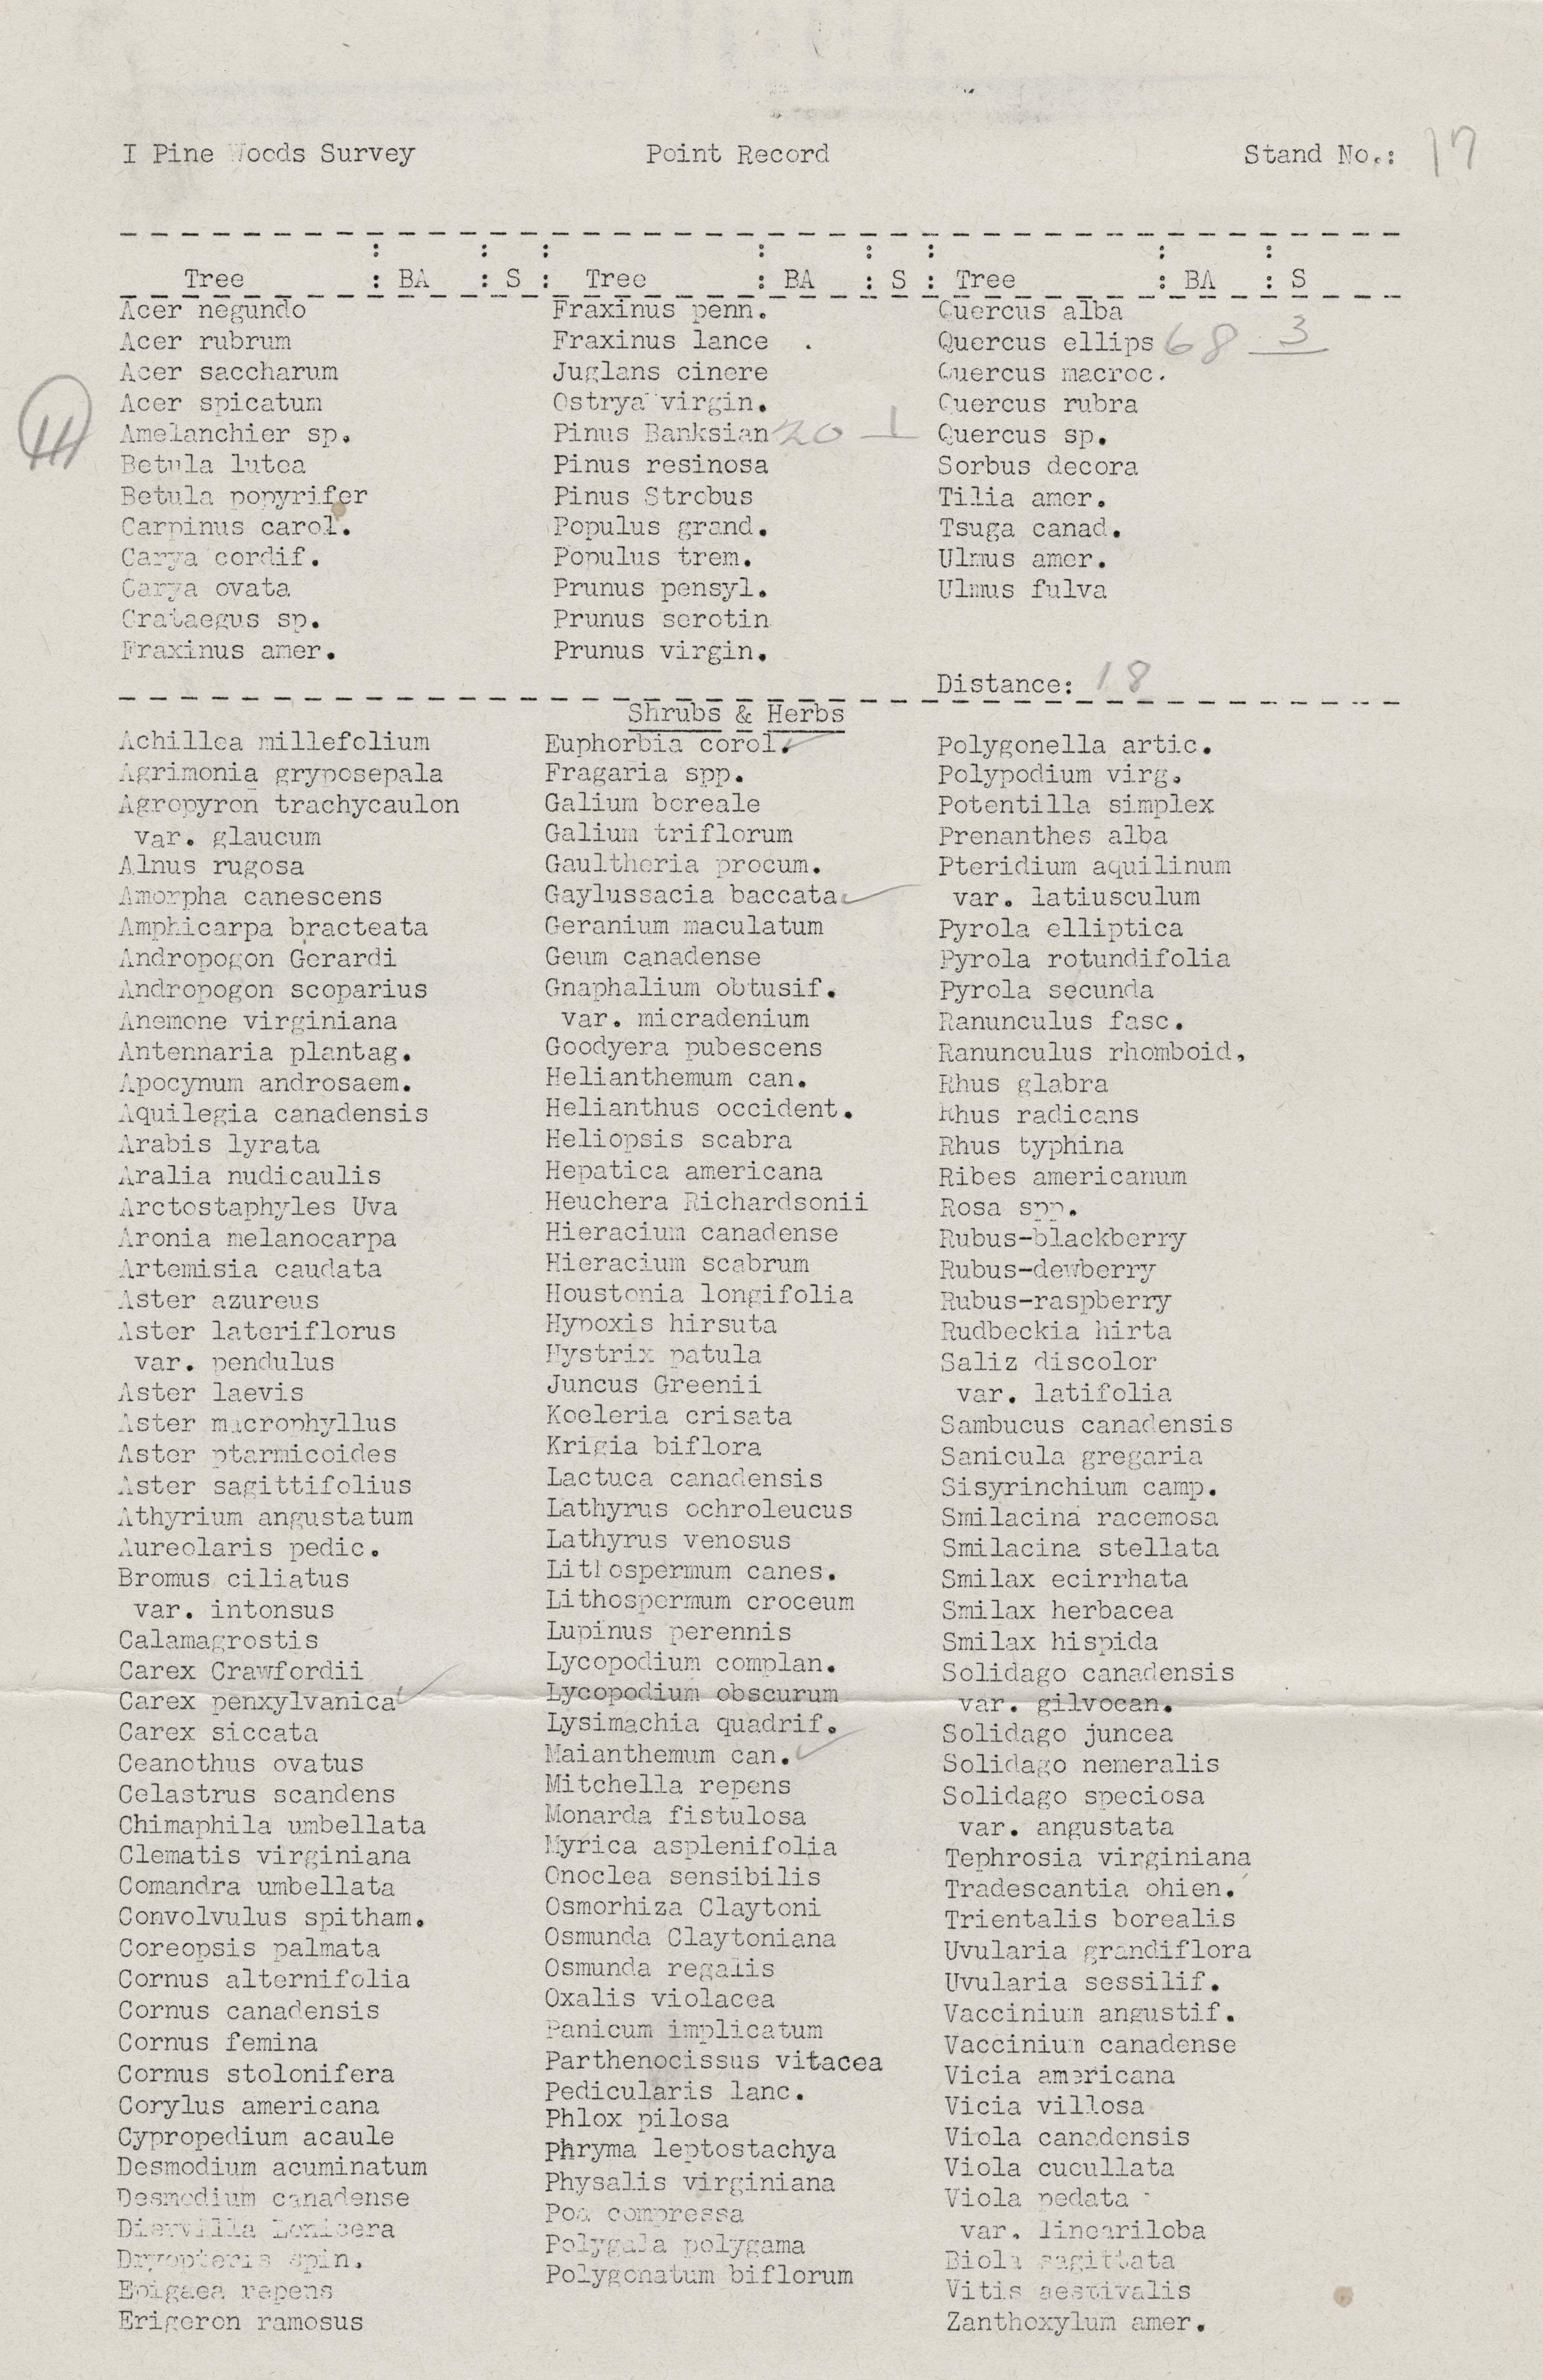 I Pine Woods Survey Point Record Stand No.: 17
Tree : BA : S : Tree : BA : S : Tree : BA : S
Acer negundo Fraxinus penn. Quercus alba
Acer rubrum Fraxinus lance . Quercus ellips 68 3
Acer saccharum Juglans cinere Quercus macroc.
Acer spicatum Ostrya virgin. Quercus rubra
Amelanchier sp. Pinus Banksian 20 1 Quercus sp.
Betula lutea Pinus resinosa Sorbus decora
Betula popyrifer Pinus Strobus Tilia amer.
Carpinus carol. Populus grand. Tsuga canad.
Carya cordif. Populus trem. Ulmus amer.
Carya ovata Prunus pensyl. Ulmus fulva
Crataegus sp. Prunus serotin
Fraxinus amer. Prunus virgin.
Distance: 18
Shrubs & Herbs
Achillea millefolium
Agrimonia gryposepala
Agropyron trachycaulon
var. glaucum
Alnus rugosa
Amorpha canescens
Amphicarpa bracteata
Andropogon Gerardi
Andropogon scoparius
Anemone virginiana
Antennaria plantag.
Apocynum androsaem.
Aquilegia canadensis
Arabis lyrata
Aralia nudicaulis
Arctostaphyles Uva
Aronia melanocarpa
Artemisia caudata
Aster azureus
Aster lateriflorus
var. pendulus
Aster laevis
Aster macrophyllus
Aster ptarmicoides
Aster sagittifolius
Athyrium angustatum
Aureolaris pedic.
Bromus ciliatus
var. intonsus
Calamagrostis
Carex Crawfordii
Carex penxylvanica ✓
Carex siccata
Ceanothus ovatus
Celastrus scandens
Chimaphila umbellata
Clematis virginiana
Comandra umbellata
Convolvulus spitham.
Coreopsis palmata
Cornus alternifolia
Cornus canadensis
Cornus femina
Cornus stolonifera
Corylus americana
Cypropedium acaule
Desmodium acuminatum
Desmodium canadense
Diervilla Lonicera
Dryopteris spin.
Epigaea repens
Erigeron ramosus
Euphorbia corol. ✓
Fragaria spp.
Galium boreale
Galium triflorum
Gaultheria procum.
Gaylussacia baccata ✓
Geranium maculatum
Geum canadense
Gnaphalium obtusif.
var. micradenium
Goodyera pubescens
Helianthemum can.
Helianthus occident.
Heliopsis scabra
Hepatica americana
Heuchera Richardsonii
Hieracium canadense
Hieracium scabrum
Houstonia longifolia
Hypoxis hirsuta
Hystrix patula
Juncus Greenii
Koeleria crisata
Krigia biflora
Lactuca canadensis
Lathyrus ochroleucus
Lathyrus venosus
Lithospermum canes.
Lithospermum croceum
Lupinus perennis
Lycopodium complan.
Lycopodium obscurum
Lysimachia quadrif.
Maianthemum can. ✓
Mitchella repens
Monarda fistulosa
Myrica asplenifolia
Onoclea sensibilis
Osmorhiza Claytoni
Osmunda Claytoniana
Osmunda regalis
Oxalis violacea
Panicum implicatum
Parthenocissus vitacea
Pedicularis lanc.
Phlox pilosa
Phryma leptostachya
Physalis virginiana
Poa compressa
Polygala polygama
Polygonatum biflorum
Polygonella artic.
Polypodium virg.
Potentilla simplex
Prenanthes alba
Pteridium aquilinum
var. latiusculum
Pyrola elliptica
Pyrola rotundifolia
Pyrola secunda
Ranunculus fasc.
Ranunculus rhomboid.
Rhus glabra
Rhus radicans
Rhus typhina
Ribes americanum
Rosa spp.
Rubus-blackberry
Rubus-dewberry
Rubus-raspberry
Rudbeckia hirta
Saliz discolor
var. latifolia
Sambucus canadensis
Sanicula gregaria
Sisyrinchium camp.
Smilacina racemosa
Smilacina stellata
Smilax ecirrhata
Smilax herbacea
Smilax hispida
Solidago canadensis
var. gilvocan.
Solidago juncea
Solidago nemeralis
Solidago speciosa
var. angustata
Tephrosia virginiana
Tradescantia ohien.
Trientalis borealis
Uvularia grandiflora
Uvularia sessilif.
Vaccinium angustif.
Vaccinium canadense
Vicia americana
Vicia villosa
Viola canadensis
Viola cucullata
Viola pedata
var. lineariloba
Biola sagittata
Vitis aestivalis
Zanthoxylum amer.